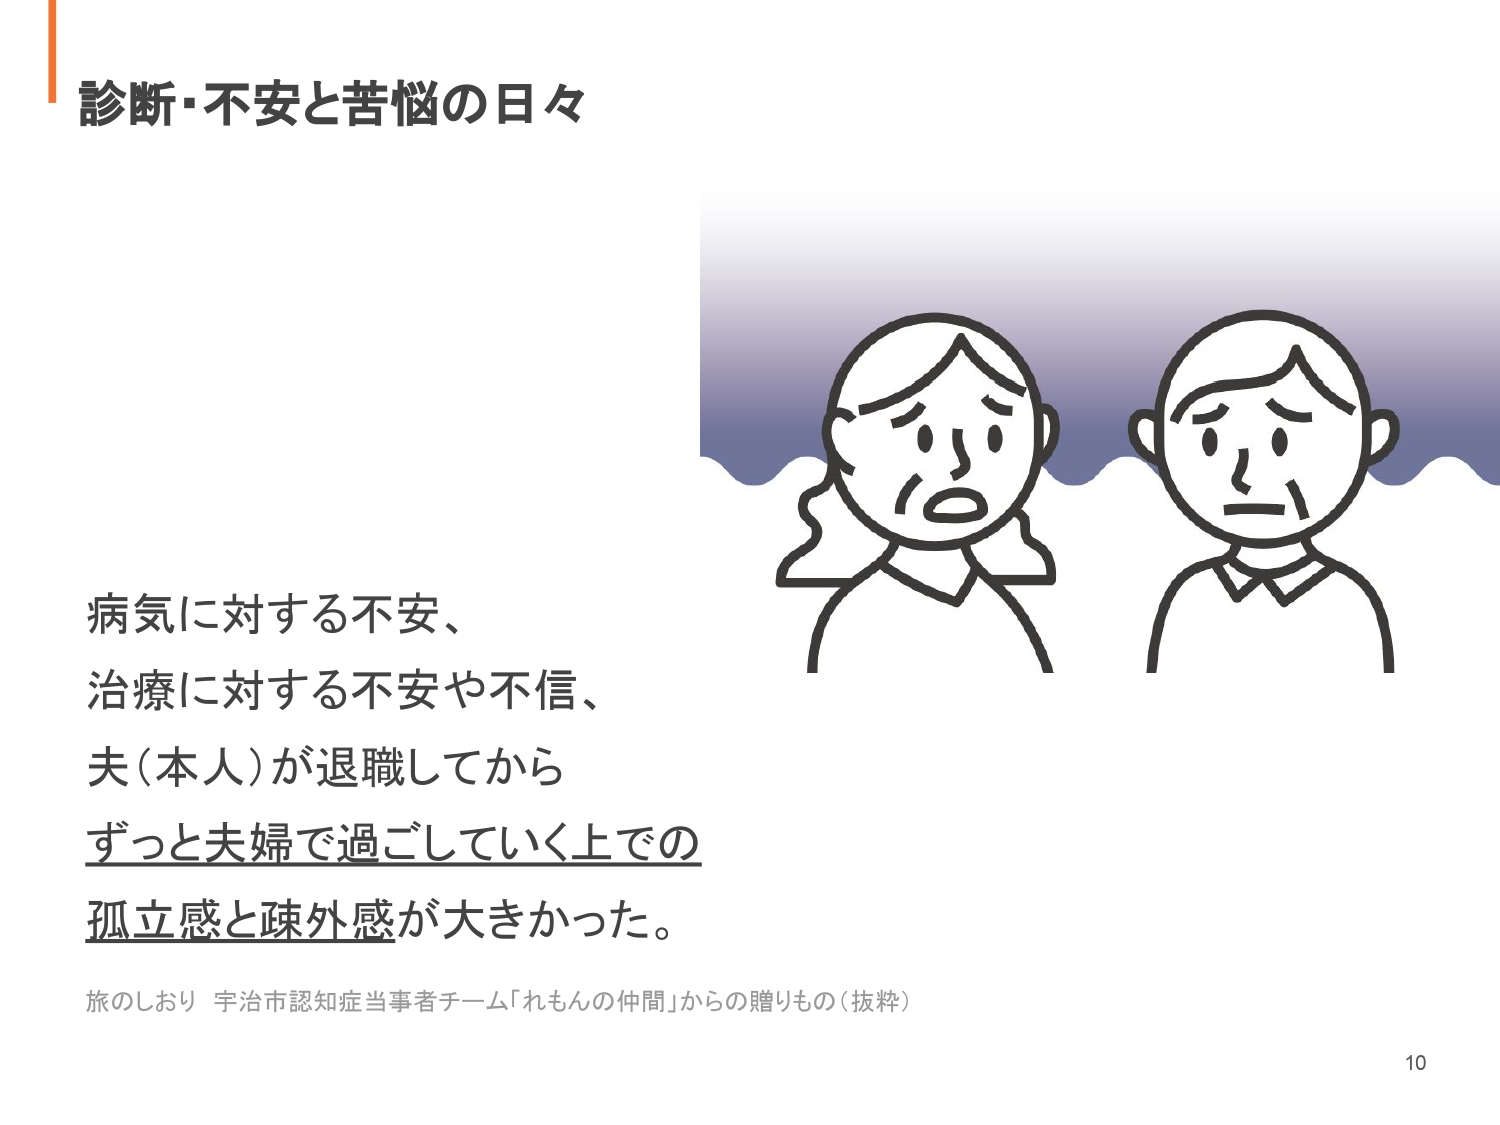 診断・不安と苦悩の日々
病気に対する不安、
治療に対する不安や不信、
夫（本人）が退職してから
ずっと夫婦で過ごしていく上での
孤立感と疎外感が大きかった。
旅のしおり　宇治市認知症当事者チーム「れもんの仲間」からの贈りもの（抜粋）
10